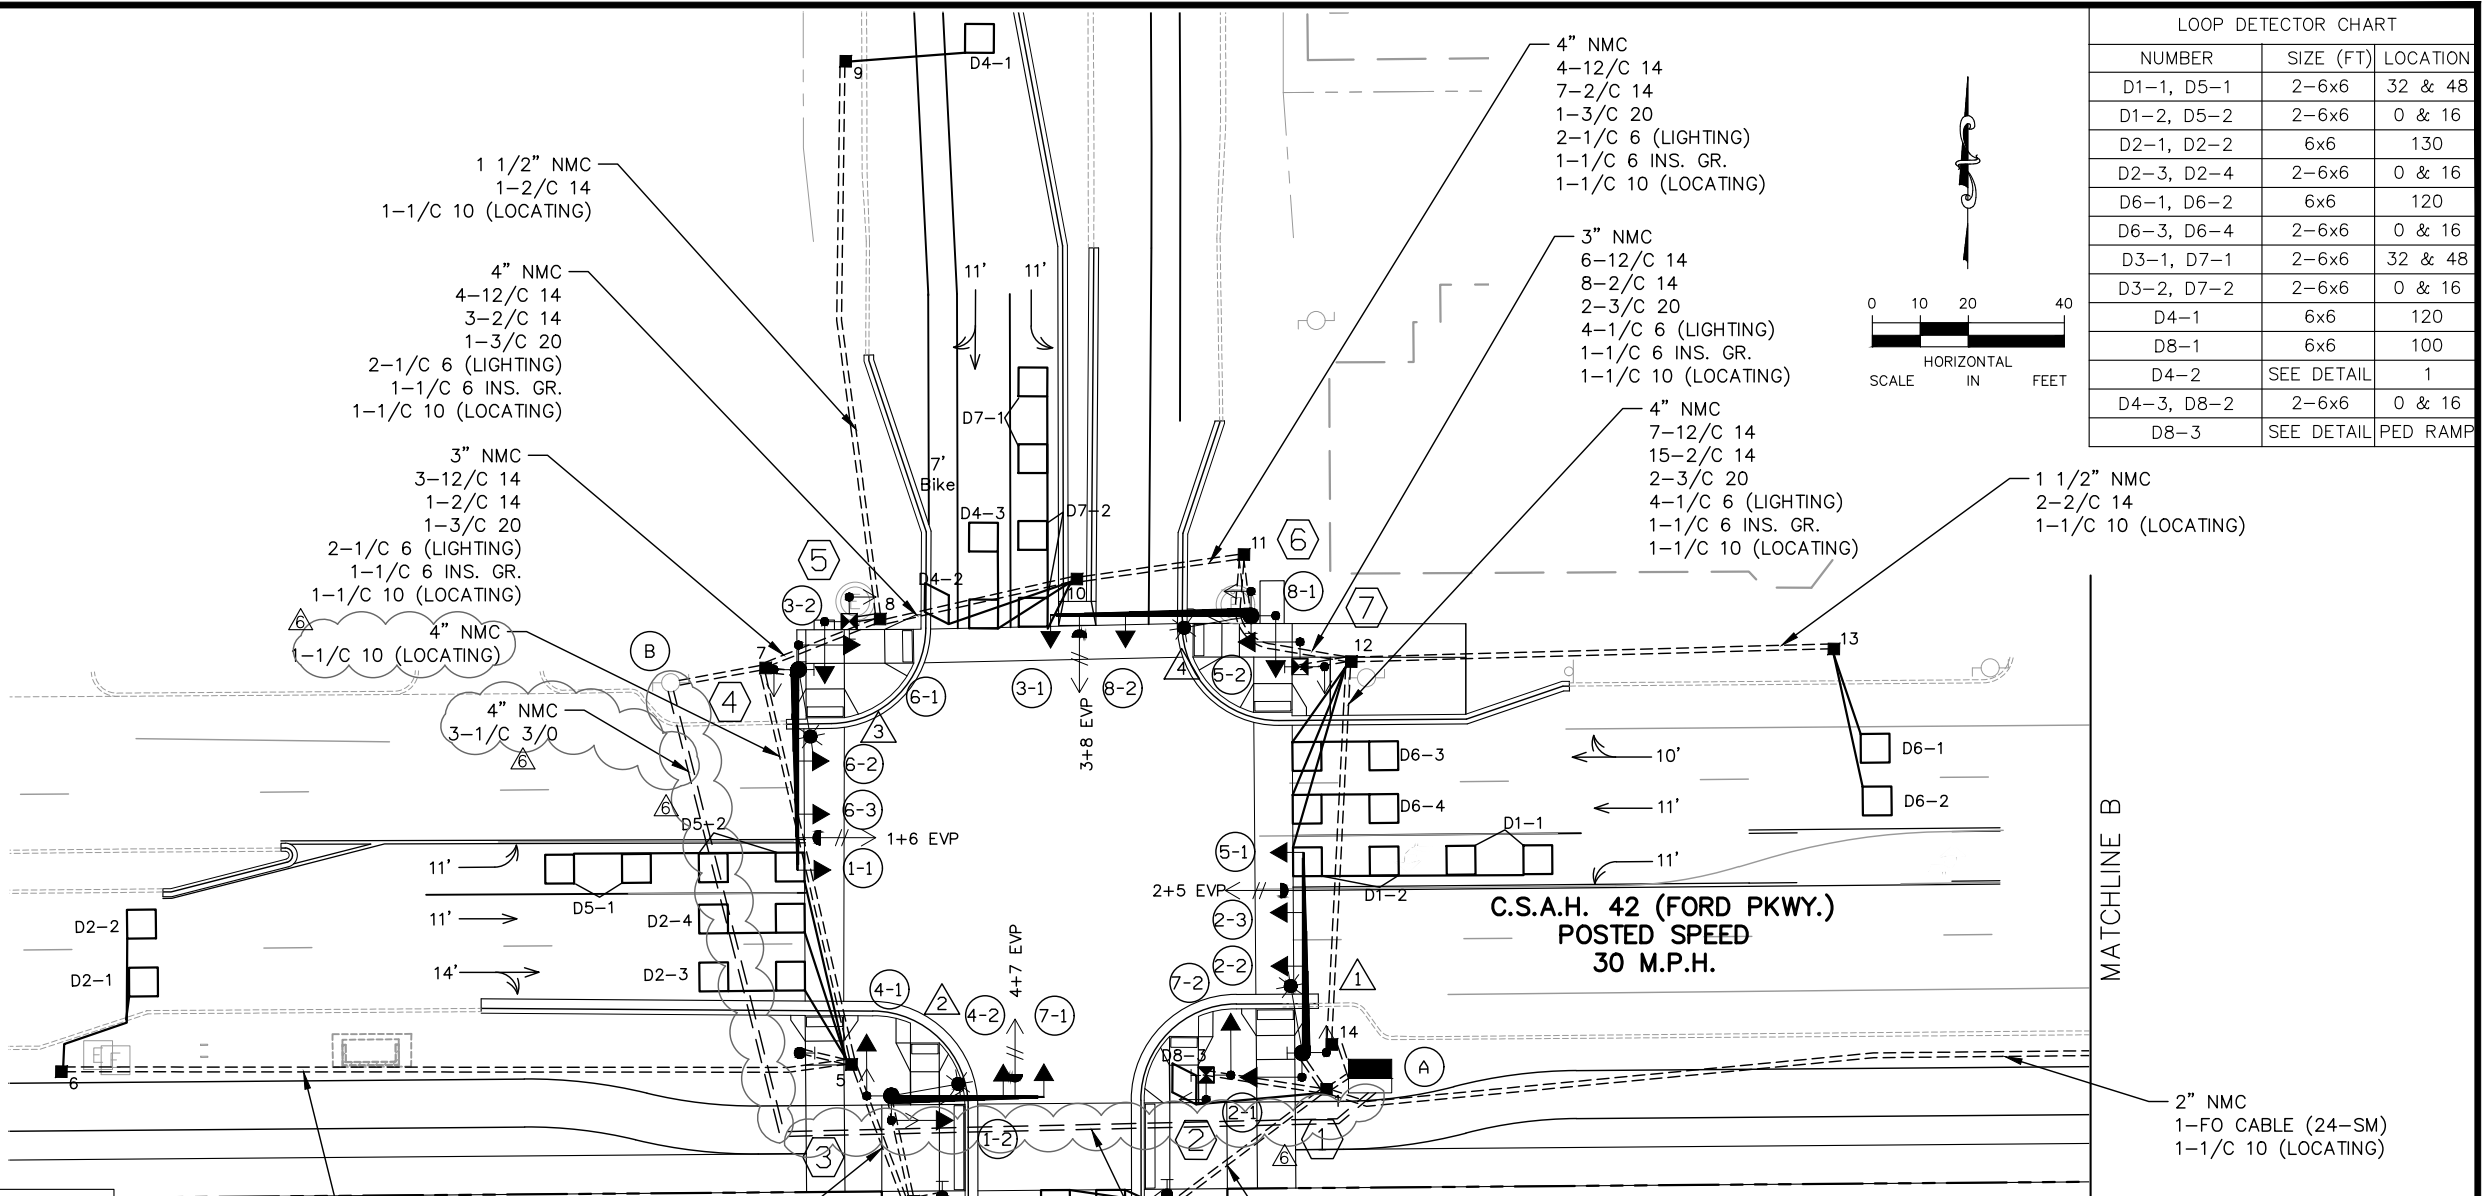 LOOP DETECTOR CHART
NUMBER SIZE (FT) LOCATION
D1-1, D5-1 2-6x6 32 & 48
D1-2, D5-2 2-6x6 0 & 16
D2-1, D2-2 6x6 130
D2-3, D2-4 2-6x6 0 & 16
D6-1, D6-2 6x6 120
D6-3, D6-4 2-6x6 0 & 16
D3-1, D7-1 2-6x6 32 & 48
D3-2, D7-2 2-6x6 0 & 16
D4-1 6x6 120
D8-1 6x6 100
D4-2 SEE DETAIL 1
D4-3, D8-2 2-6x6 0 & 16
D8-3 SEE DETAIL PED RAMP
0 10 20 40
HORIZONTAL
SCALE IN FEET
9
D4-1
4" NMC
4-12/C 14
7-2/C 14
1-3/C 20
2-1/C 6 (LIGHTING)
1-1/C 6 INS. GR.
1-1/C 10 (LOCATING)
1 1/2" NMC
1-2/C 14
1-1/C 10 (LOCATING)
3" NMC
6-12/C 14
8-2/C 14
2-3/C 20
4-1/C 6 (LIGHTING)
1-1/C 6 INS. GR.
1-1/C 10 (LOCATING)
4" NMC
4-12/C 14
3-2/C 14
1-3/C 20
2-1/C 6 (LIGHTING)
1-1/C 6 INS. GR.
1-1/C 10 (LOCATING)
11' 11'
D7-1
4" NMC
7-12/C 14
15-2/C 14
2-3/C 20
4-1/C 6 (LIGHTING)
1-1/C 6 INS. GR.
1-1/C 10 (LOCATING)
3" NMC
3-12/C 14
1-2/C 14
1-3/C 20
2-1/C 6 (LIGHTING)
1-1/C 6 INS. GR.
1-1/C 10 (LOCATING)
7'
Bike
D4-3
D7-2
1 1/2" NMC
2-2/C 14
1-1/C 10 (LOCATING)
5
11
6
D4-2
10
3-2
8
8-1
7
6
4" NMC
1-1/C 10 (LOCATING)
B
7
12
13
4
6-1
3-1
8-2
4
5-2
4" NMC
3-1/C 3/0
6
3
3+8 EVP
6-2
D6-3
10'
D6-1
6
6-3
D6-4
11'
D6-2
D5-2
1+6 EVP
D1-1
11'
1-1
5-1
11'
D5-1
2+5 EVP
D1-2
C.S.A.H. 42 (FORD PKWY.)
POSTED SPEED
30 M.P.H.
MATCHLINE B
D2-2
11'
D2-4
2-3
D2-1
14'
D2-3
2-2
4-1
2
4-2
4+7 EVP
7-1
7-2
1
14
E
F
D8-3
A
6
5
2-1
1-2
3
2
1
6
2" NMC
1-FO CABLE (24-SM)
1-1/C 10 (LOCATING)